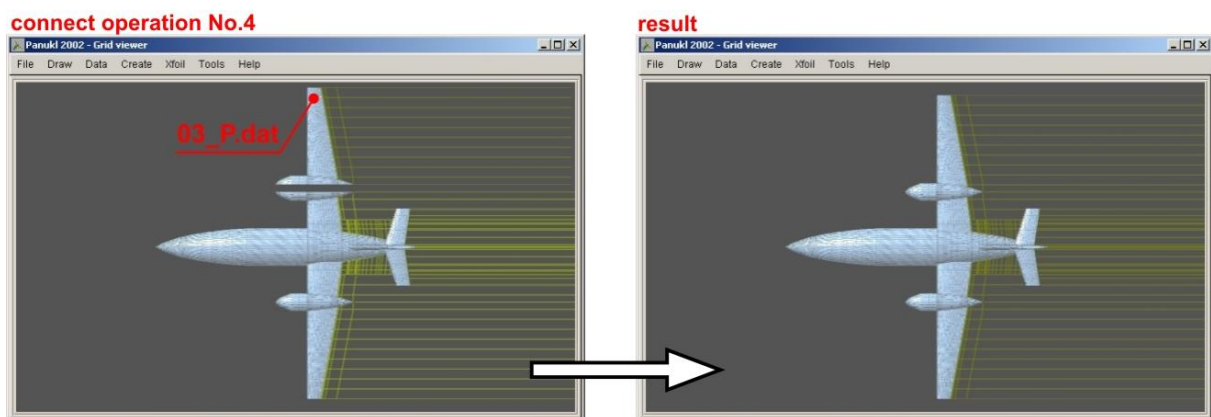 connect operation No.4
Panukl 2002 - Grid viewer
File Draw Data Create Xfoil Tools Help
03_P.dat
result
Panukl 2002 - Grid viewer
File Draw Data Create Xfoil Tools Help